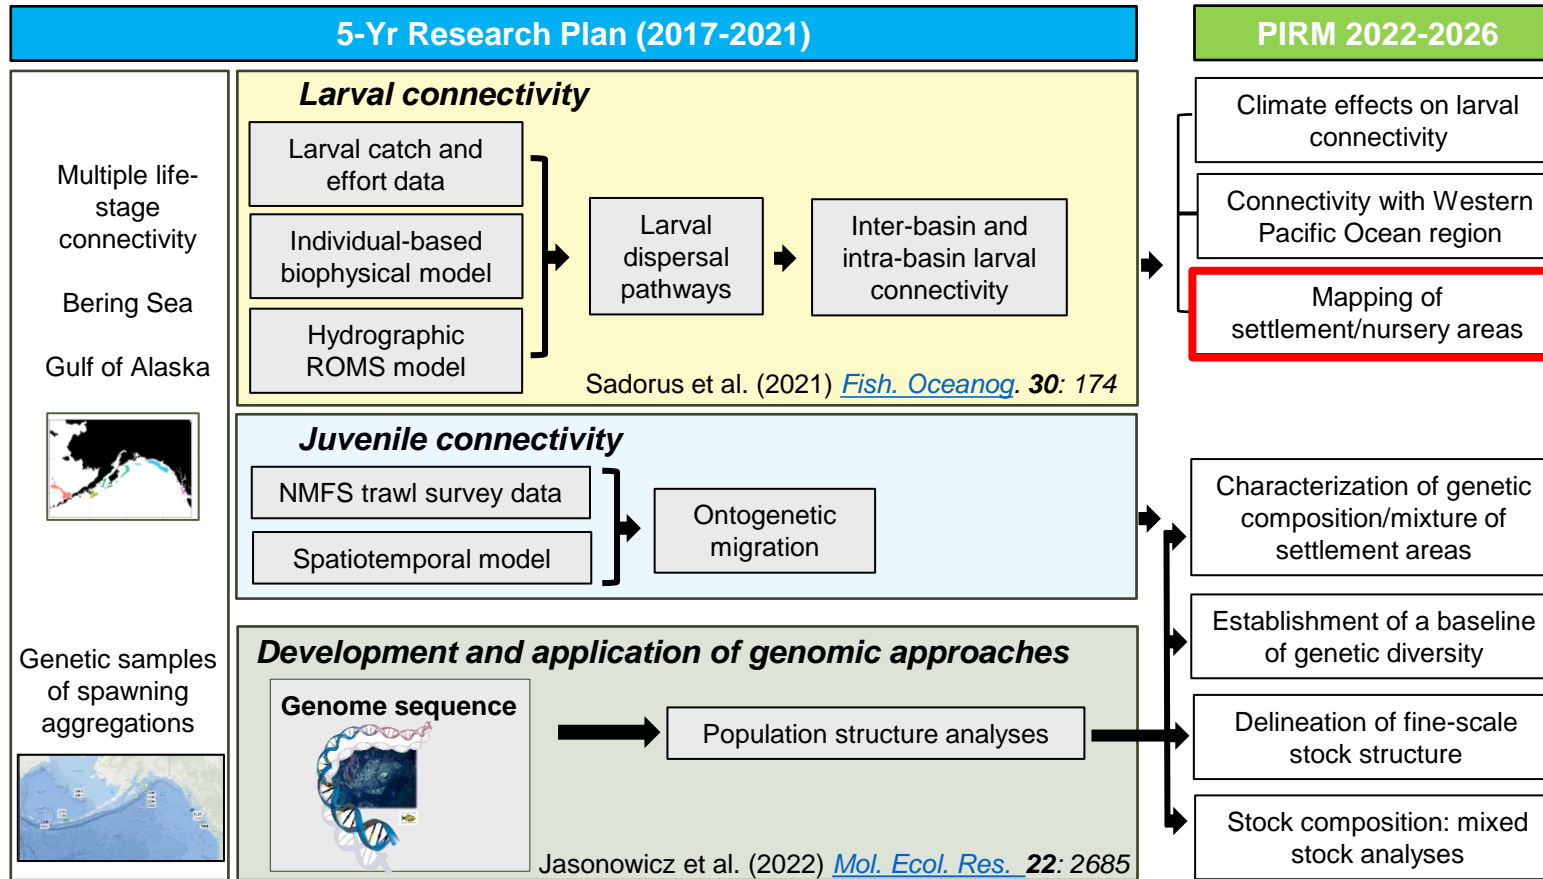 5-Yr Research Plan (2017-2021)
PIRM 2022-2026
Multiple life-
stage
connectivity
Bering Sea
Gulf of Alaska
Genetic samples
of spawning
aggregations
Larval connectivity
Larval catch and
effort data
Individual-based
biophysical model
Hydrographic
ROMS model
Larval
dispersal
pathways
Inter-basin and
intra-basin larval
connectivity
Sadorus et al. (2021) Fish. Oceanog. 30: 174
Juvenile connectivity
NMFS trawl survey data
Spatiotemporal model
Ontogenetic
migration
Development and application of genomic approaches
Genome sequence
Population structure analyses
Jasonowicz et al. (2022) Mol. Ecol. Res. 22: 2685
Climate effects on larval
connectivity
Connectivity with Western
Pacific Ocean region
Mapping of
settlement/nursery areas
Characterization of genetic
composition/mixture of
settlement areas
Establishment of a baseline
of genetic diversity
Delineation of fine-scale
stock structure
Stock composition: mixed
stock analyses